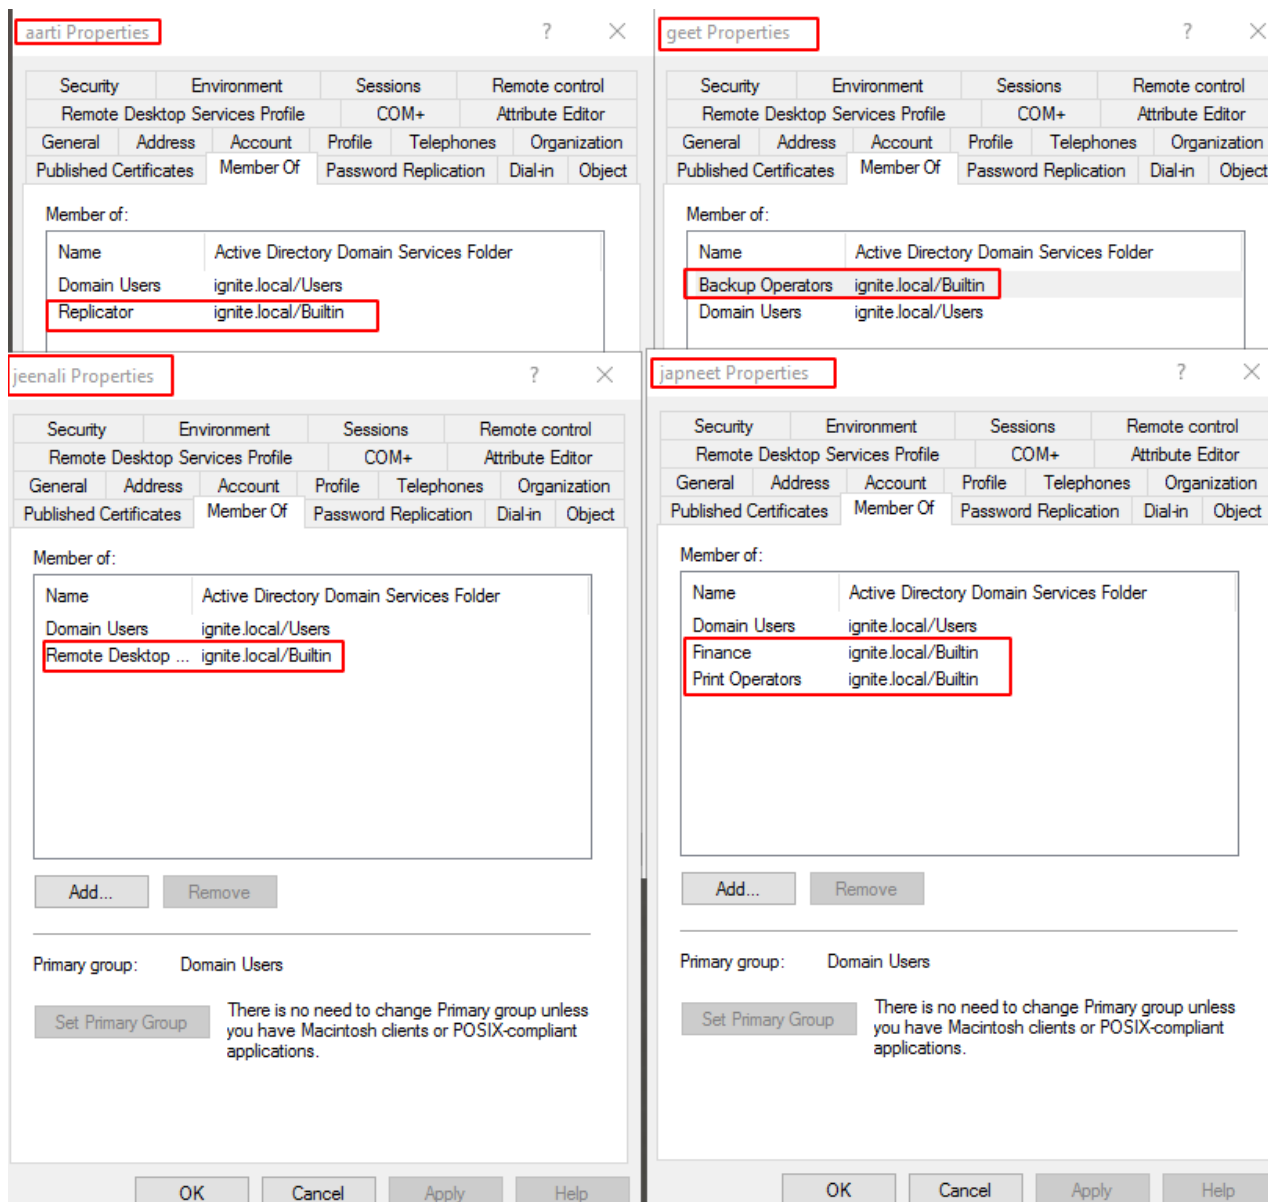 aarti Properties ? ×
Security Environment Sessions Remote control
Remote Desktop Services Profile COM+ Attribute Editor
General Address Account Profile Telephones Organization
Published Certificates Member Of Password Replication Dial-in Object
Member of:
Name Active Directory Domain Services Folder
Domain Users ignite.local/Users
Replicator ignite.local/Builtin
geet Properties ? ×
Security Environment Sessions Remote control
Remote Desktop Services Profile COM+ Attribute Editor
General Address Account Profile Telephones Organization
Published Certificates Member Of Password Replication Dial-in Object
Member of:
Name Active Directory Domain Services Folder
Backup Operators ignite.local/Builtin
Domain Users ignite.local/Users
jeenali Properties ? ×
Security Environment Sessions Remote control
Remote Desktop Services Profile COM+ Attribute Editor
General Address Account Profile Telephones Organization
Published Certificates Member Of Password Replication Dial-in Object
Member of:
Name Active Directory Domain Services Folder
Domain Users ignite.local/Users
Remote Desktop ... ignite.local/Builtin
Add... Remove
Primary group: Domain Users
Set Primary Group
There is no need to change Primary group unless
you have Macintosh clients or POSIX-compliant
applications.
OK Cancel Apply Help
japneet Properties ? ×
Security Environment Sessions Remote control
Remote Desktop Services Profile COM+ Attribute Editor
General Address Account Profile Telephones Organization
Published Certificates Member Of Password Replication Dial-in Object
Member of:
Name Active Directory Domain Services Folder
Domain Users ignite.local/Users
Finance ignite.local/Builtin
Print Operators ignite.local/Builtin
Add... Remove
Primary group: Domain Users
Set Primary Group
There is no need to change Primary group unless
you have Macintosh clients or POSIX-compliant
applications.
OK Cancel Apply Help